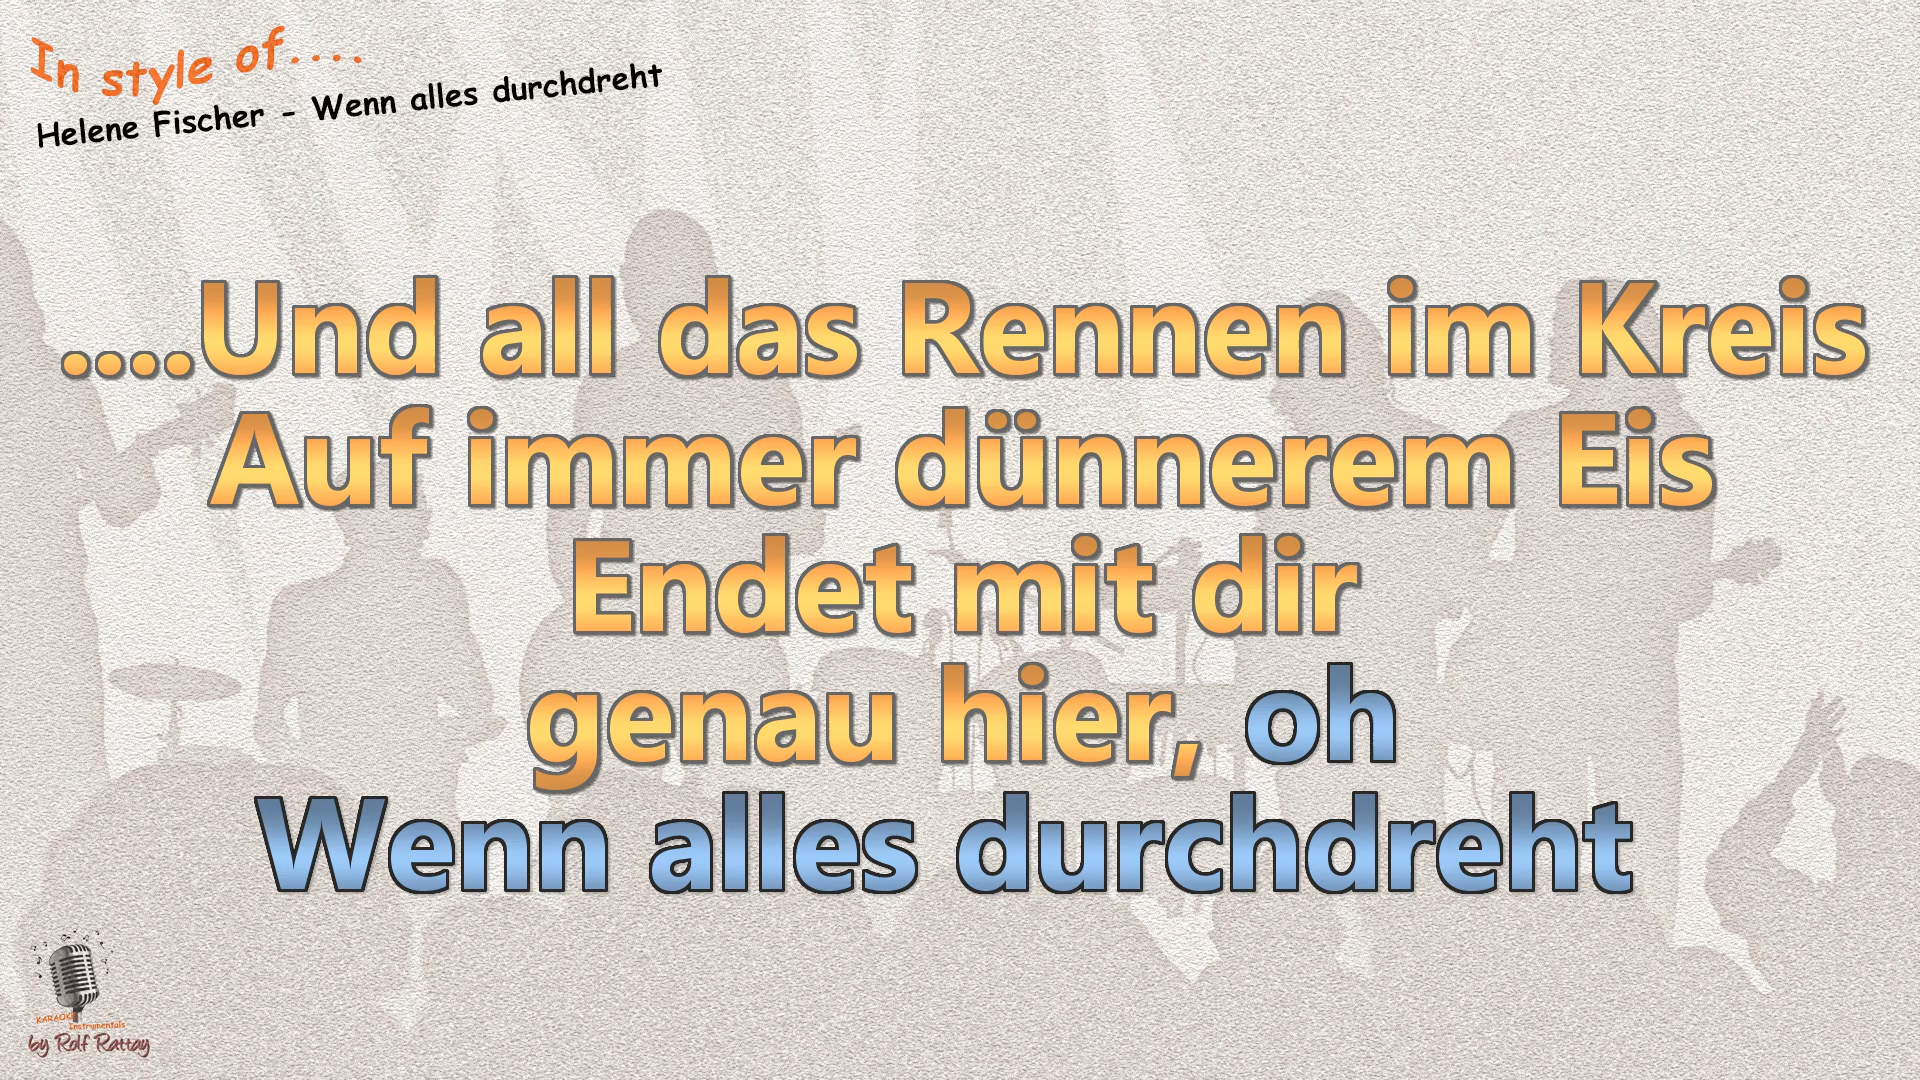 In style of....
Helene Fischer - Wenn alles durchdreht
....Und all das Rennen im Kreis
Auf immer dünnerem Eis
Endet mit dir
genau hier, oh
Wenn alles durchdreht
KARAOKE
Instrumentals
by Rolf Rattay